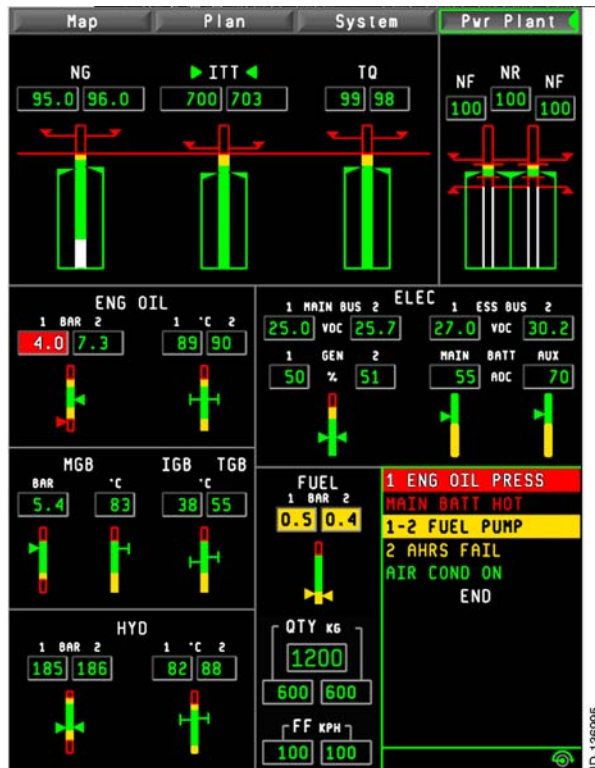 Map Plan System Pwr Plant
NG ITT TQ NF NR NF
95.0 96.0 700 703 99 98 100 100 100
ENG OIL
1 BAR 2 1 °C 2
4.0 7.3 89 90
ELEC
1 MAIN BUS 2 1 ESS BUS 2
25.0 VDC 25.7 27.0 VDC 30.2
1 GEN 2 MAIN BATT AUX
50 % 51 55 ADC 70
MGB IGB TGB
BAR °C °C
5.4 83 38 55
HYD
1 BAR 2 1 °C 2
185 186 82 88
FUEL
1 BAR 2
0.5 0.4
QTY KG
1200
600 600
FF KPH
100 100
1 ENG OIL PRESS
MAIN BATT HOT
1-2 FUEL PUMP
2 AHRS FAIL
AIR COND ON
END